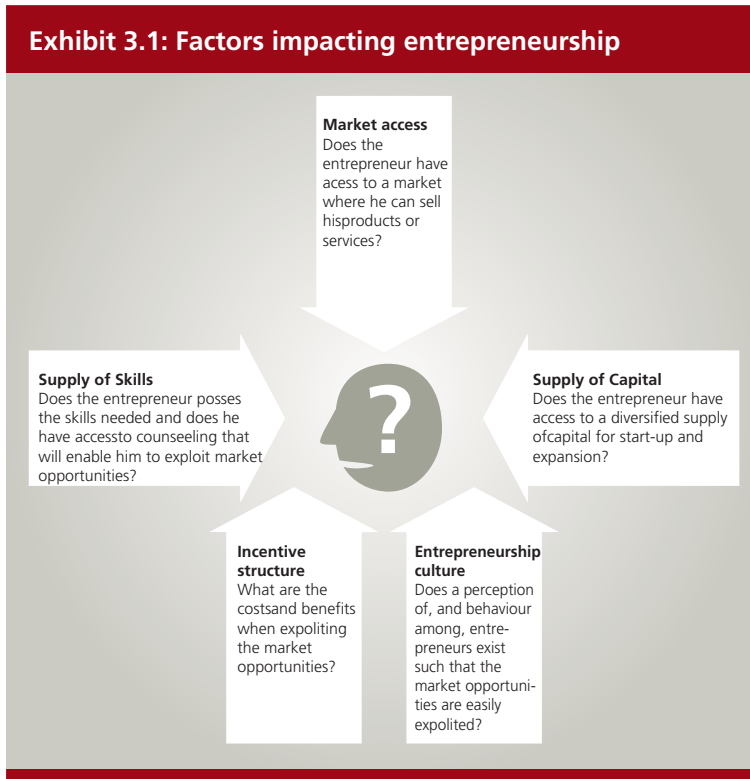 Exhibit 3.1: Factors impacting entrepreneurship
Market access
Does the
entrepreneur have
acess to a market
where he can sell
hisproducts or
services?
Supply of Skills
Does the entrepreneur posses
the skills needed and does he
have accessto counseeling that
will enable him to exploit market
opportunities?
?
Supply of Capital
Does the entrepreneur have
access to a diversified supply
ofcapital for start-up and
expansion?
Incentive
structure
What are the
costsand benefits
when expoliting
the market
opportunities?
Entrepreneurship
culture
Does a perception
of, and behaviour
among, entre-
preneurs exist
such that the
market opportuni-
ties are easily
expolited?